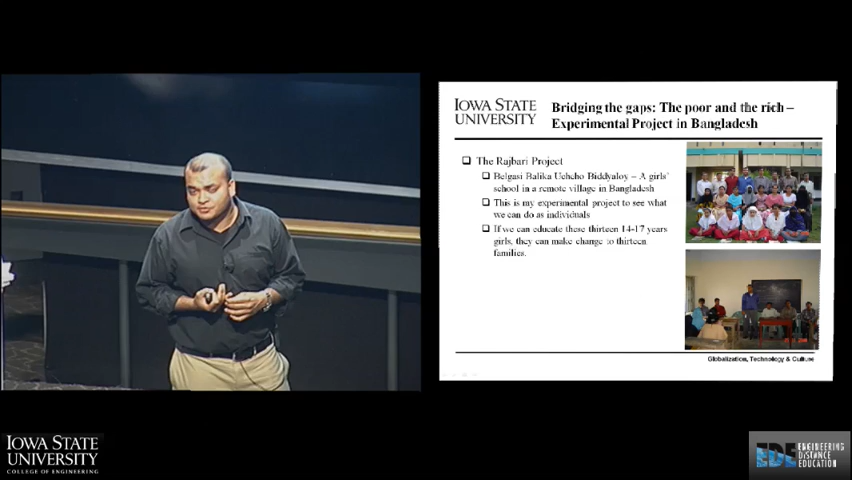 IOWA STATE
UNIVERSITY
Bridging the gaps: The poor and the rich –
Experimental Project in Bangladesh
The Rajbari Project
Belgasi Balika Uchcho Biddyaloy – A girls'
school in a remote village in Bangladesh
This is my experimental project to see what
we can do as individuals
If we can educate these thirteen 14-17 years
girls, they can make change to thirteen
families.
Globalization, Technology & Culture
IOWA STATE
UNIVERSITY
COLLEGE OF ENGINEERING
EDE ENGINEERING
DISTANCE
EDUCATION